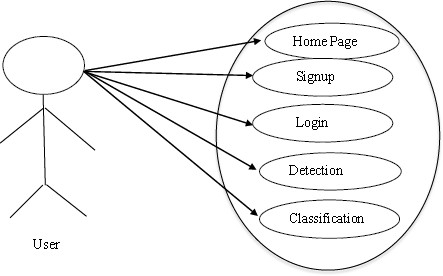 Home Page
Signup
Login
Detection
Classification
User